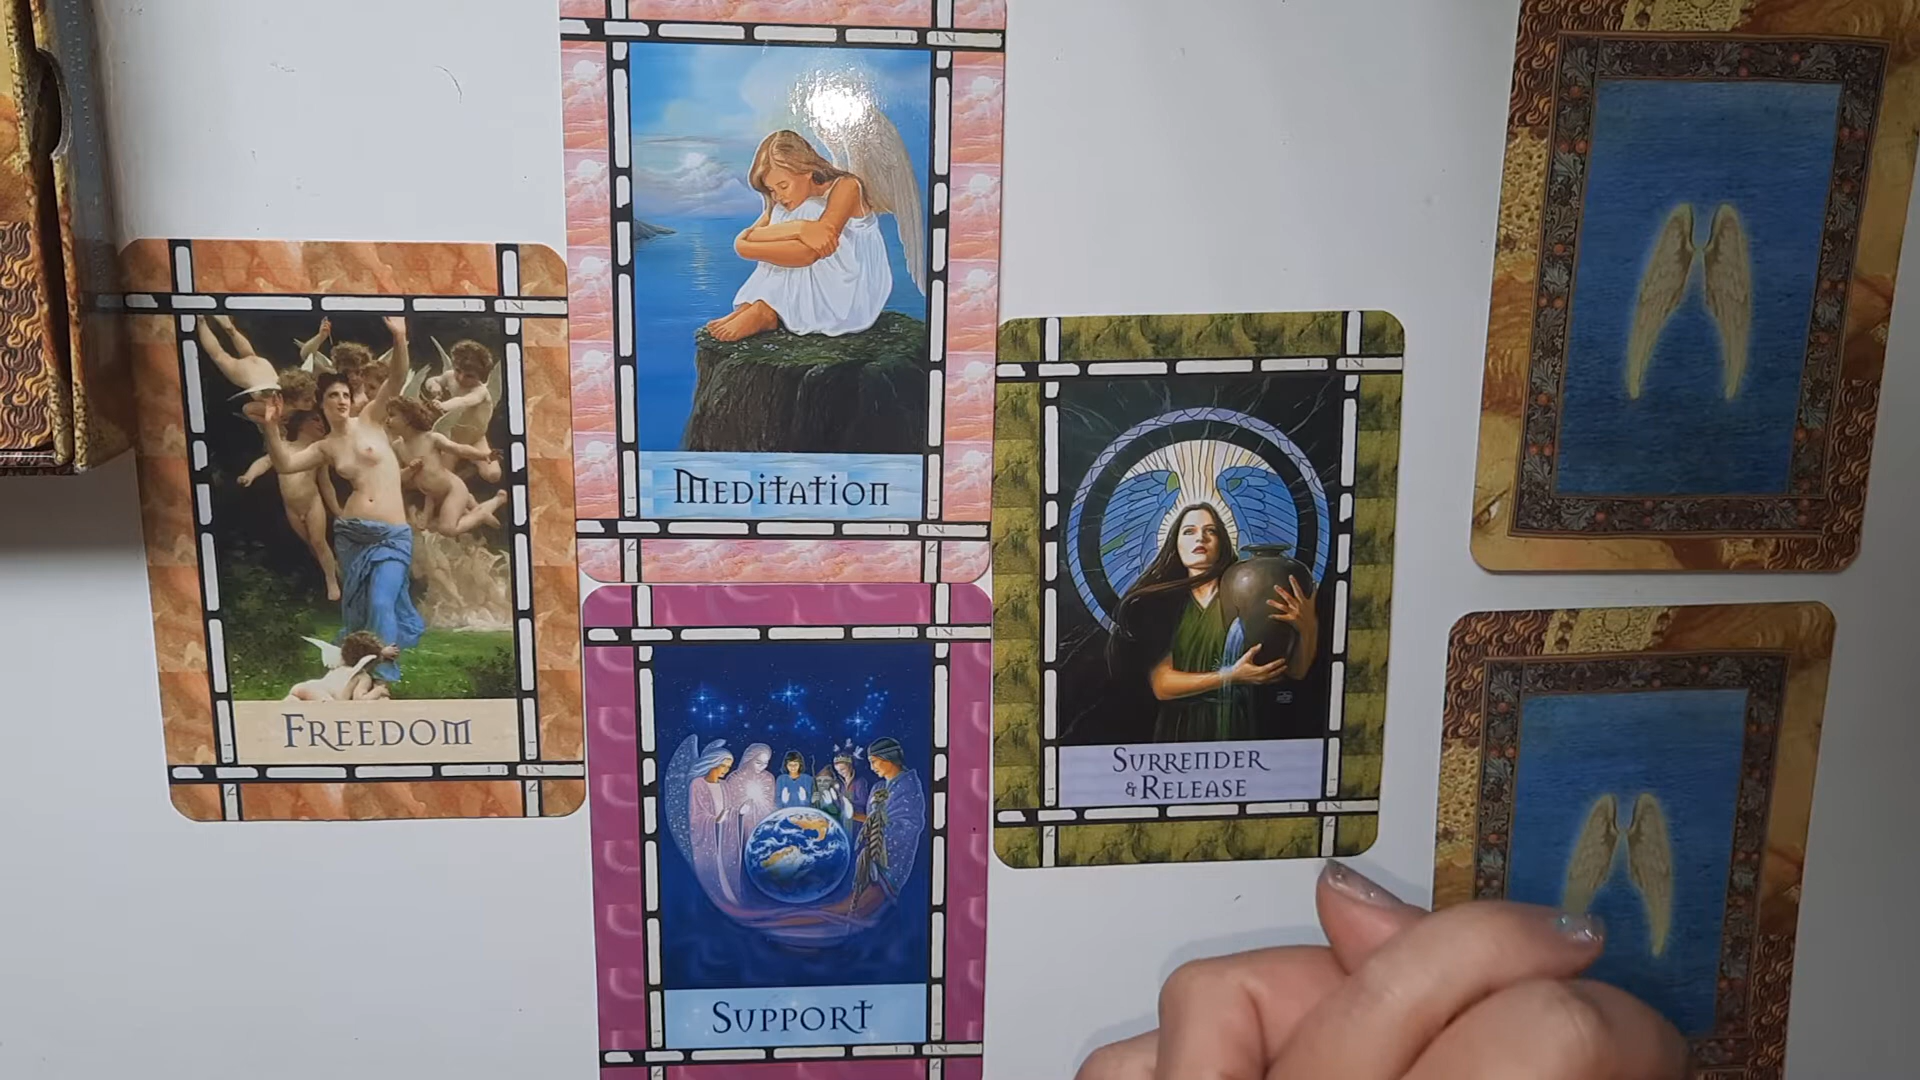 Meditation
Freedom
Surrender
& Release
Support